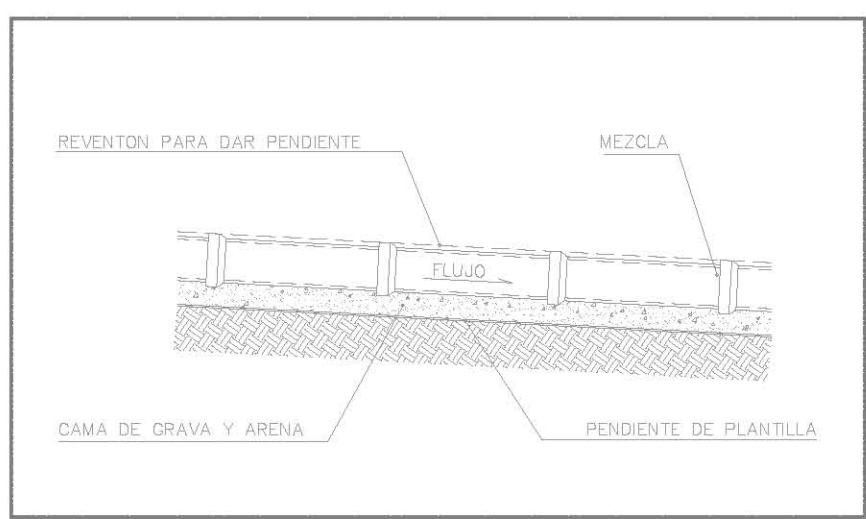 REVENTON PARA DAR PENDIENTE
MEZCLA
FLUJO
CAMA DE GRAVA Y ARENA
PENDIENTE DE PLANTILLA